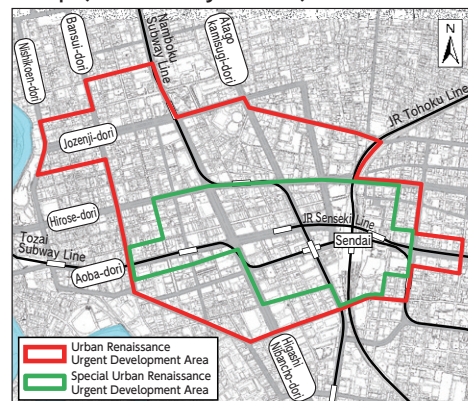 Nishikoen-dori
Bansui-dori
Namboku
Subway Line
Atago
kamisugi-dori
N
JR Tohoku Line
Jozenji-dori
Hirose-dori
JR Senseki Line
Sendai
Tozai
Subway Line
Aoba-dori
Higashi
Nibancho-dori
Urban Renaissance
Urgent Development Area
Special Urban Renaissance
Urgent Development Area